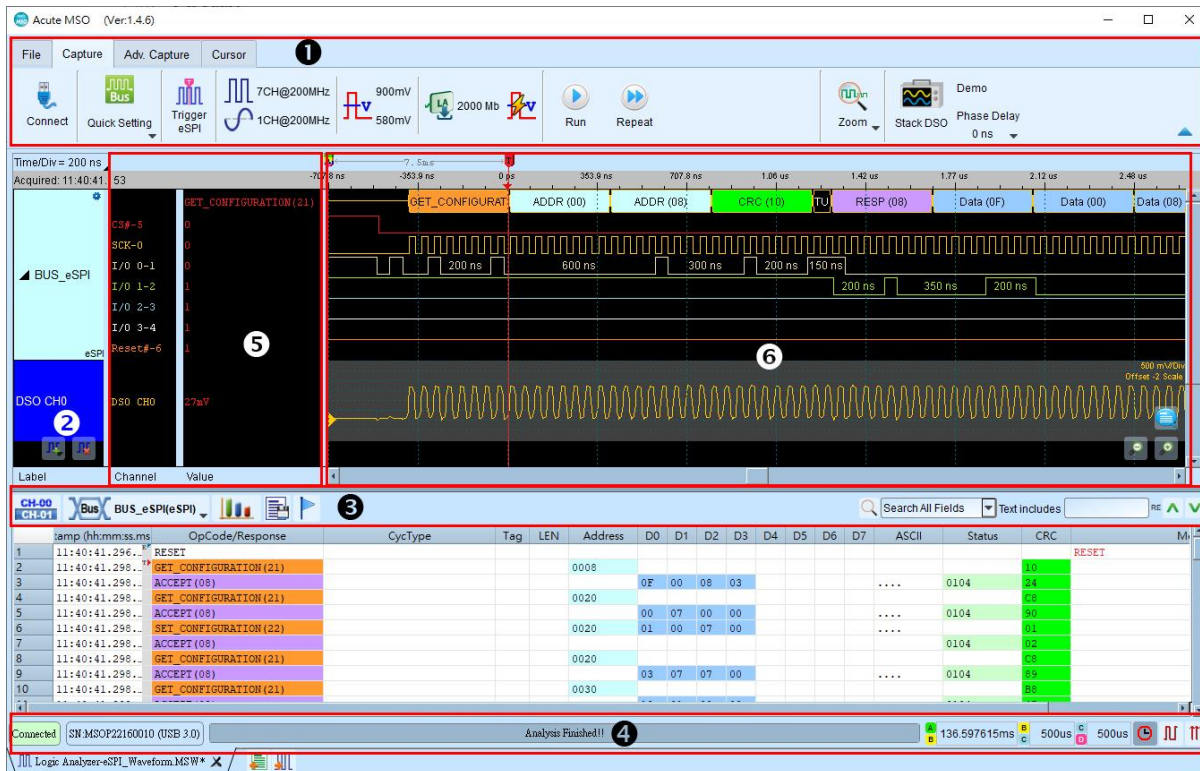 Acute MSO (Ver:1.4.6)
File Capture Adv. Capture Cursor 1
Connect
Bus
Quick Setting
Trigger eSPI
7CH@200MHz
1CH@200MHz
900mV
580mV
LA 2000 Mb
Run
Repeat
Zoom
Stack DSO
Demo
Phase Delay
0 ns
Time/Div = 200 ns
Acquired: 11:40:41. 53
7.5ms
-707.8 ns -353.9 ns 0 ps 353.9 ns 707.8 ns 1.06 us 1.42 us 1.77 us 2.12 us 2.48 us
GET_CONFIGURATION(21)
GET_CONFIGURAT ADDR (00) ADDR (08) CRC (10) TU RESP (08) Data (0F) Data (00) Data (08)
CS#-5 0
SCK-0 0
BUS_eSPI
I/O 0-1 0 200 ns 600 ns 300 ns 200 ns 150 ns
I/O 1-2 1 200 ns 350 ns 200 ns
I/O 2-3 1
I/O 3-4 1
Reset#-6 1
eSPI
5
6
500 mV/Div
Offset -2 Scale
DSO CH0 DSO CH0 27mV
2
Label Channel Value
CH-00
CH-01
Bus BUS_eSPI(eSPI) 3 Search All Fields Text includes RE
tamp (hh:mm:ss.ms OpCode/Response CycType Tag LEN Address D0 D1 D2 D3 D4 D5 D6 D7 ASCII Status CRC
1 11:40:41.296... RESET RESET
2 11:40:41.298... GET_CONFIGURATION(21) 0008 10
3 11:40:41.298... ACCEPT(08) 0F 00 08 03 .... 0104 24
4 11:40:41.298... GET_CONFIGURATION(21) 0020 C8
5 11:40:41.298... ACCEPT(08) 00 07 00 00 .... 0104 90
6 11:40:41.298... SET_CONFIGURATION(22) 0020 01 00 07 00 .... 01
7 11:40:41.298... ACCEPT(08) 0104 02
8 11:40:41.298... GET_CONFIGURATION(21) 0020 C8
9 11:40:41.298... ACCEPT(08) 03 07 07 00 .... 0104 89
10 11:40:41.298... GET_CONFIGURATION(21) 0030 B8
Connected SN:MSOP22160010 (USB 3.0) Analysis Finished!! 4 A B 136.597615ms B C 500us C D 500us
Logic Analyzer-eSPI_Waveform.MSW*